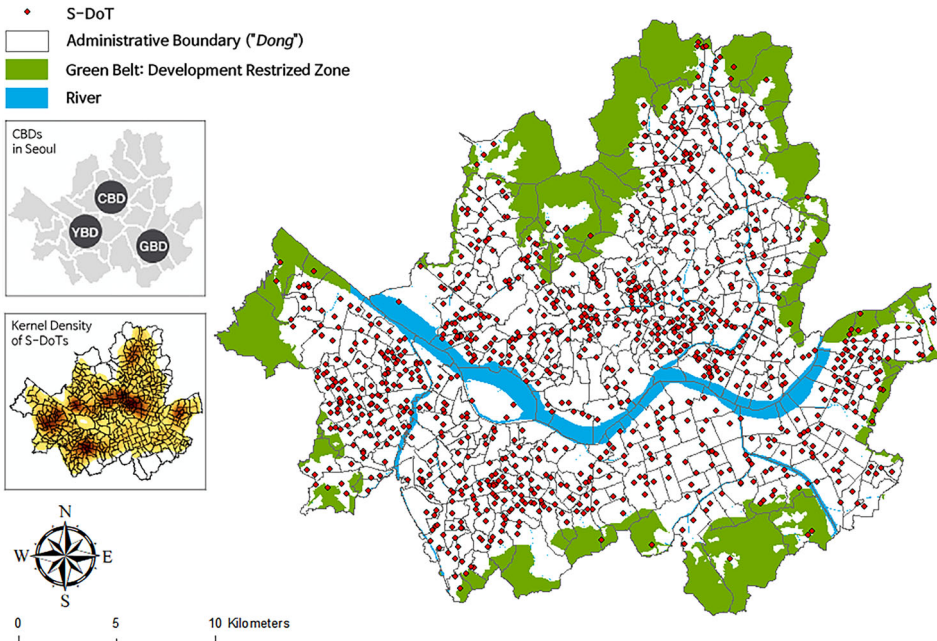 S-DoT
Administrative Boundary ("Dong")
Green Belt: Development Restrized Zone
River
CBDs
in Seoul
CBD
YBD
GBD
Kernel Density
of S-DoTs
N
W E
S
0 5 10 Kilometers